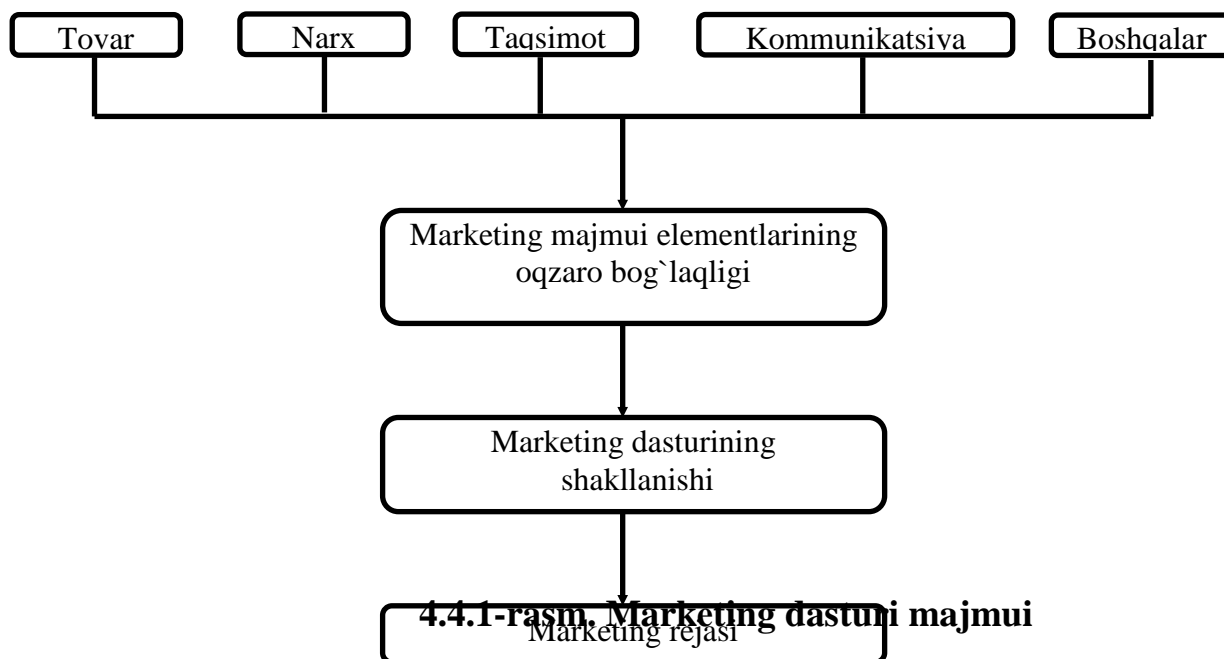 Tovar
Narx
Taqsimot
Kommunikatsiya
Boshqalar
Marketing majmui elementlarining
oqzaro bog`laqligi
Marketing dasturining
shakllanishi
4.4.1-rasm. Marketing dasturi majmui
Marketing rejasi